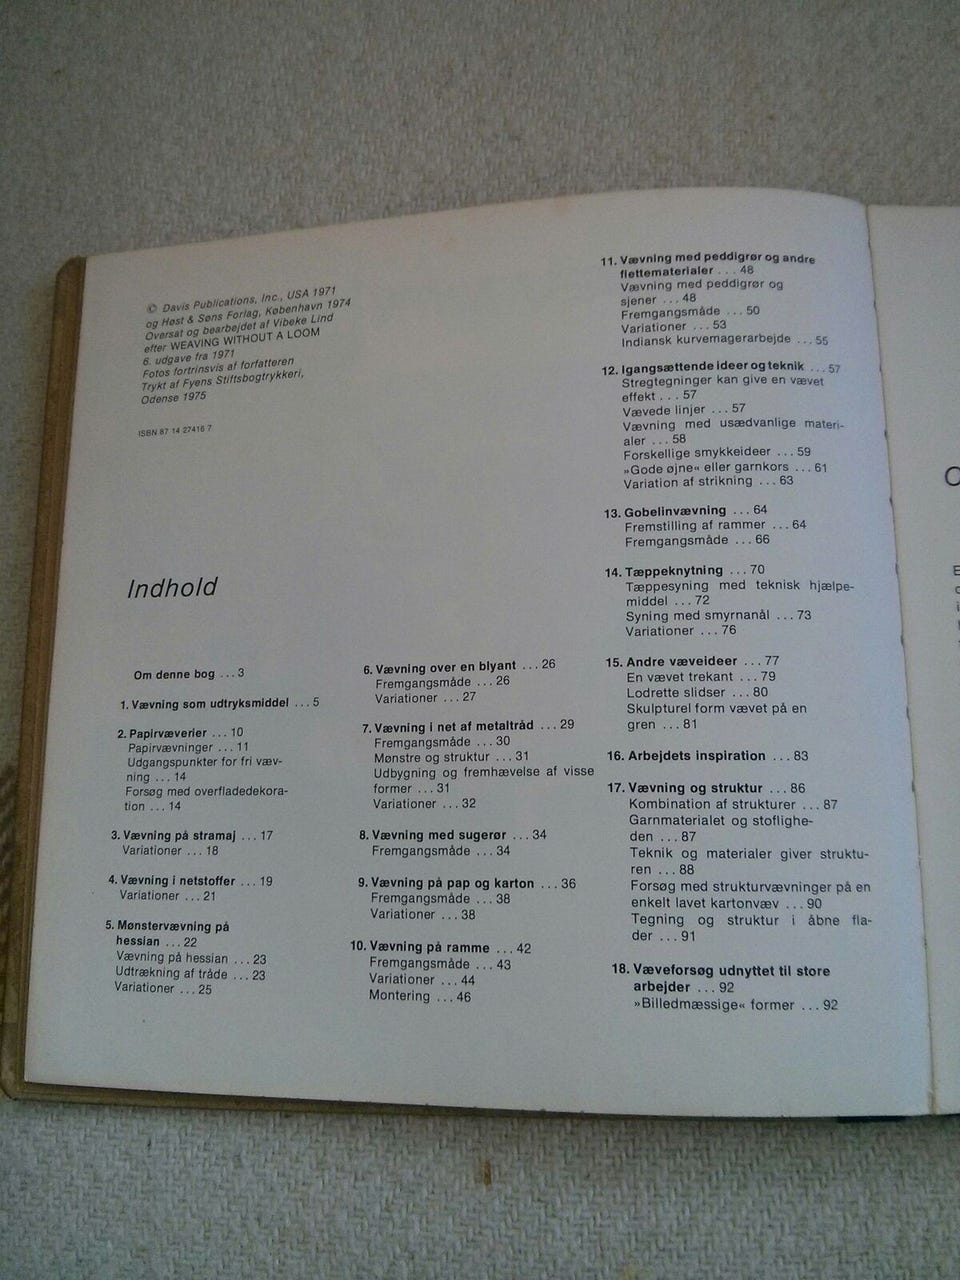 © Davis Publications, Inc., USA 1971
og Høst & Søns Forlag, København 1974
Oversat og bearbejdet af Vibeke Lind
efter WEAVING WITHOUT A LOOM
6. udgave fra 1971
Fotos fortrinsvis af forfatteren
Trykt af Fyens Stiftsbogtrykkeri,
Odense 1975
ISBN 87 14 27416 7
Indhold
Om denne bog ... 3
1. Vævning som udtryksmiddel ... 5
2. Papirvæverier ... 10
Papirvævninger ... 11
Udgangspunkter for fri væv-
ning ... 14
Forsøg med overfladedekora-
tion ... 14
3. Vævning på stramaj ... 17
Variationer ... 18
4. Vævning i netstoffer ... 19
Variationer ... 21
5. Mønstervævning på
hessian ... 22
Vævning på hessian ... 23
Udtrækning af tråde ... 23
Variationer ... 25
6. Vævning over en blyant ... 26
Fremgangsmåde ... 26
Variationer ... 27
7. Vævning i net af metaltråd ... 29
Fremgangsmåde ... 30
Mønstre og struktur ... 31
Udbygning og fremhævelse af visse
former ... 31
Variationer ... 32
8. Vævning med sugerør ... 34
Fremgangsmåde ... 34
9. Vævning på pap og karton ... 36
Fremgangsmåde ... 38
Variationer ... 38
10. Vævning på ramme ... 42
Fremgangsmåde ... 43
Variationer ... 44
Montering ... 46
11. Vævning med peddigrør og andre
flettematerialer ... 48
Vævning med peddigrør og
sjener ... 48
Fremgangsmåde ... 50
Variationer ... 53
Indiansk kurvemagerarbejde ... 55
12. Igangsættende ideer og teknik ... 57
Stregtegninger kan give en vævet
effekt ... 57
Vævede linjer ... 57
Vævning med usædvanlige materi-
aler ... 58
Forskellige smykkeideer ... 59
»Gode øjne« eller garnkors ... 61
Variation af strikning ... 63
13. Gobelinvævning ... 64
Fremstilling af rammer ... 64
Fremgangsmåde ... 66
14. Tæppeknytning ... 70
Tæppesyning med teknisk hjælpe-
middel ... 72
Syning med smyrnanål ... 73
Variationer ... 76
15. Andre væveideer ... 77
En vævet trekant ... 79
Lodrette slidser ... 80
Skulpturel form vævet på en
gren ... 81
16. Arbejdets inspiration ... 83
17. Vævning og struktur ... 86
Kombination af strukturer ... 87
Garnmaterialet og stoflighe-
den ... 87
Teknik og materialer giver struktu-
ren ... 88
Forsøg med strukturvævninger på en
enkelt lavet kartonvæv ... 90
Tegning og struktur i åbne fla-
der ... 91
18. Væveforsøg udnyttet til store
arbejder ... 92
»Billedmæssige« former ... 92